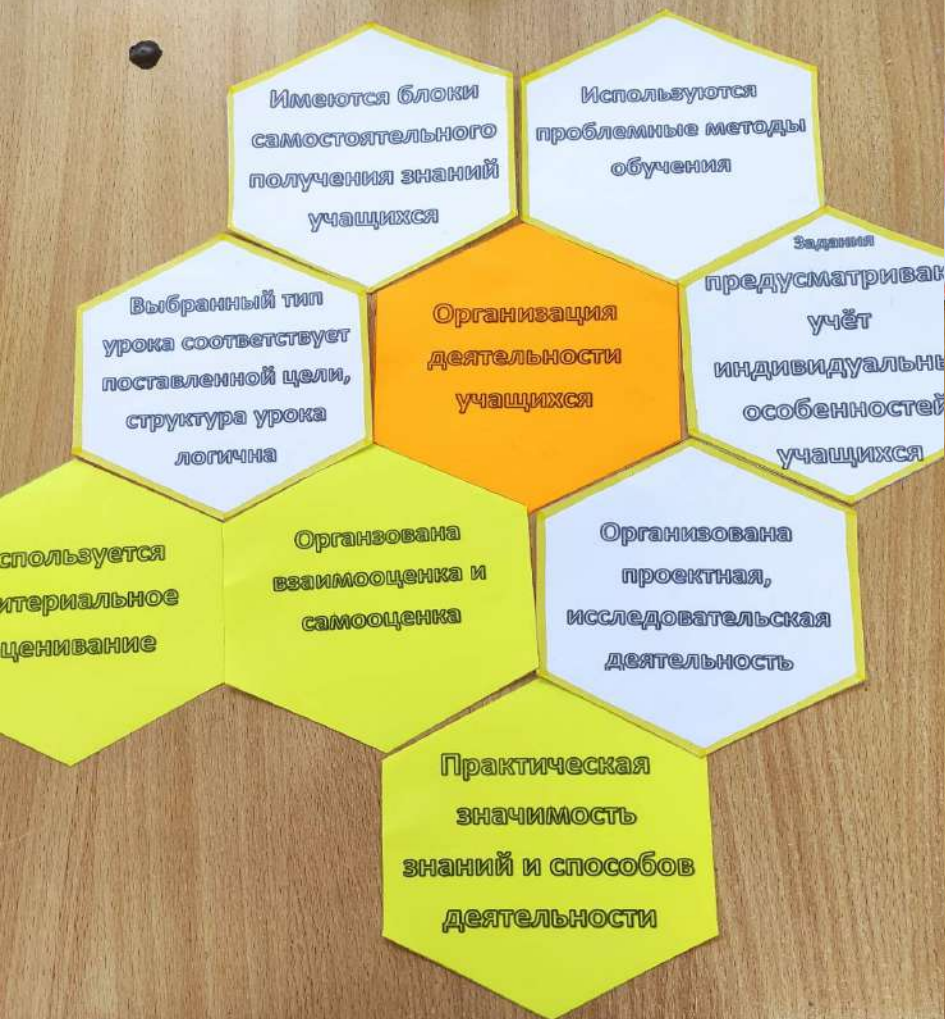 Имеются блоки
самостоятельного
получения знаний
учащихся
Используются
проблемные методы
обучения
Задания
предусматриваю
учёт
индивидуальны
особенностей
учащихся
Выбранный тип
урока соответствует
поставленной цели,
структура урока
логична
Организация
деятельности
учащихся
спользуется
итериальное
ценивание
Органзована
взаимооценка и
самооценка
Организована
проектная,
исследовательская
деятельность
Практическая
значимость
знаний и способов
деятельности